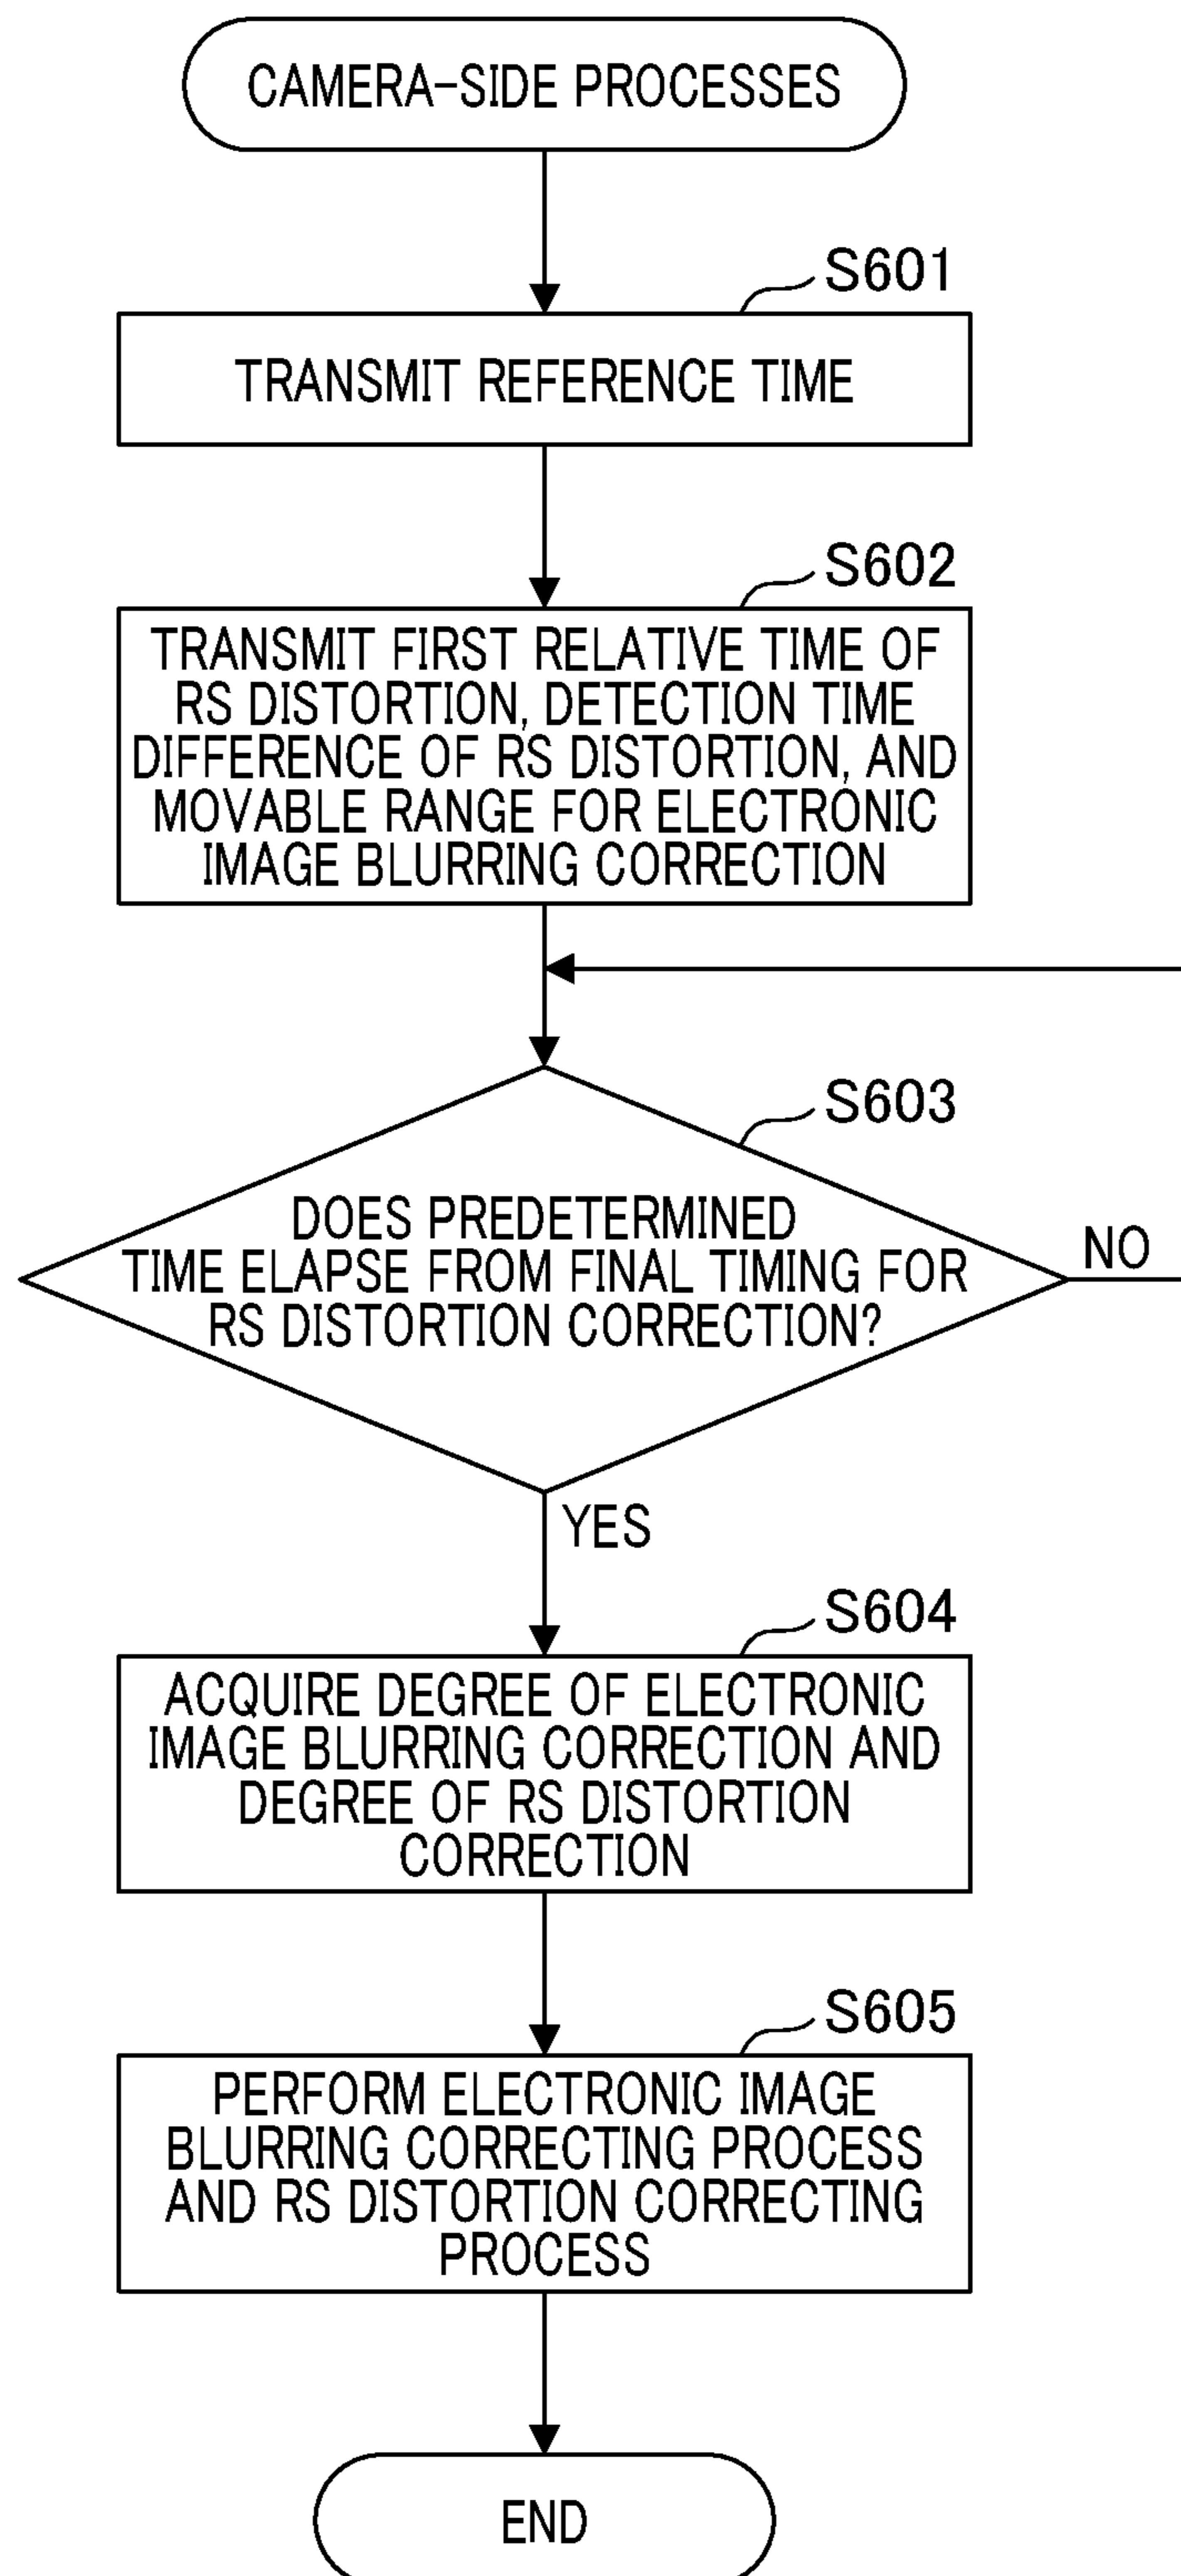 CAMERA-SIDE PROCESSES
S601
TRANSMIT REFERENCE TIME
S602
TRANSMIT FIRST RELATIVE TIME OF
RS DISTORTION, DETECTION TIME
DIFFERENCE OF RS DISTORTION, AND
MOVABLE RANGE FOR ELECTRONIC
IMAGE BLURRING CORRECTION
S603
DOES PREDETERMINED
TIME ELAPSE FROM FINAL TIMING FOR
RS DISTORTION CORRECTION?
NO
YES
S604
ACQUIRE DEGREE OF ELECTRONIC
IMAGE BLURRING CORRECTION AND
DEGREE OF RS DISTORTION
CORRECTION
S605
PERFORM ELECTRONIC IMAGE
BLURRING CORRECTING PROCESS
AND RS DISTORTION CORRECTING
PROCESS
END